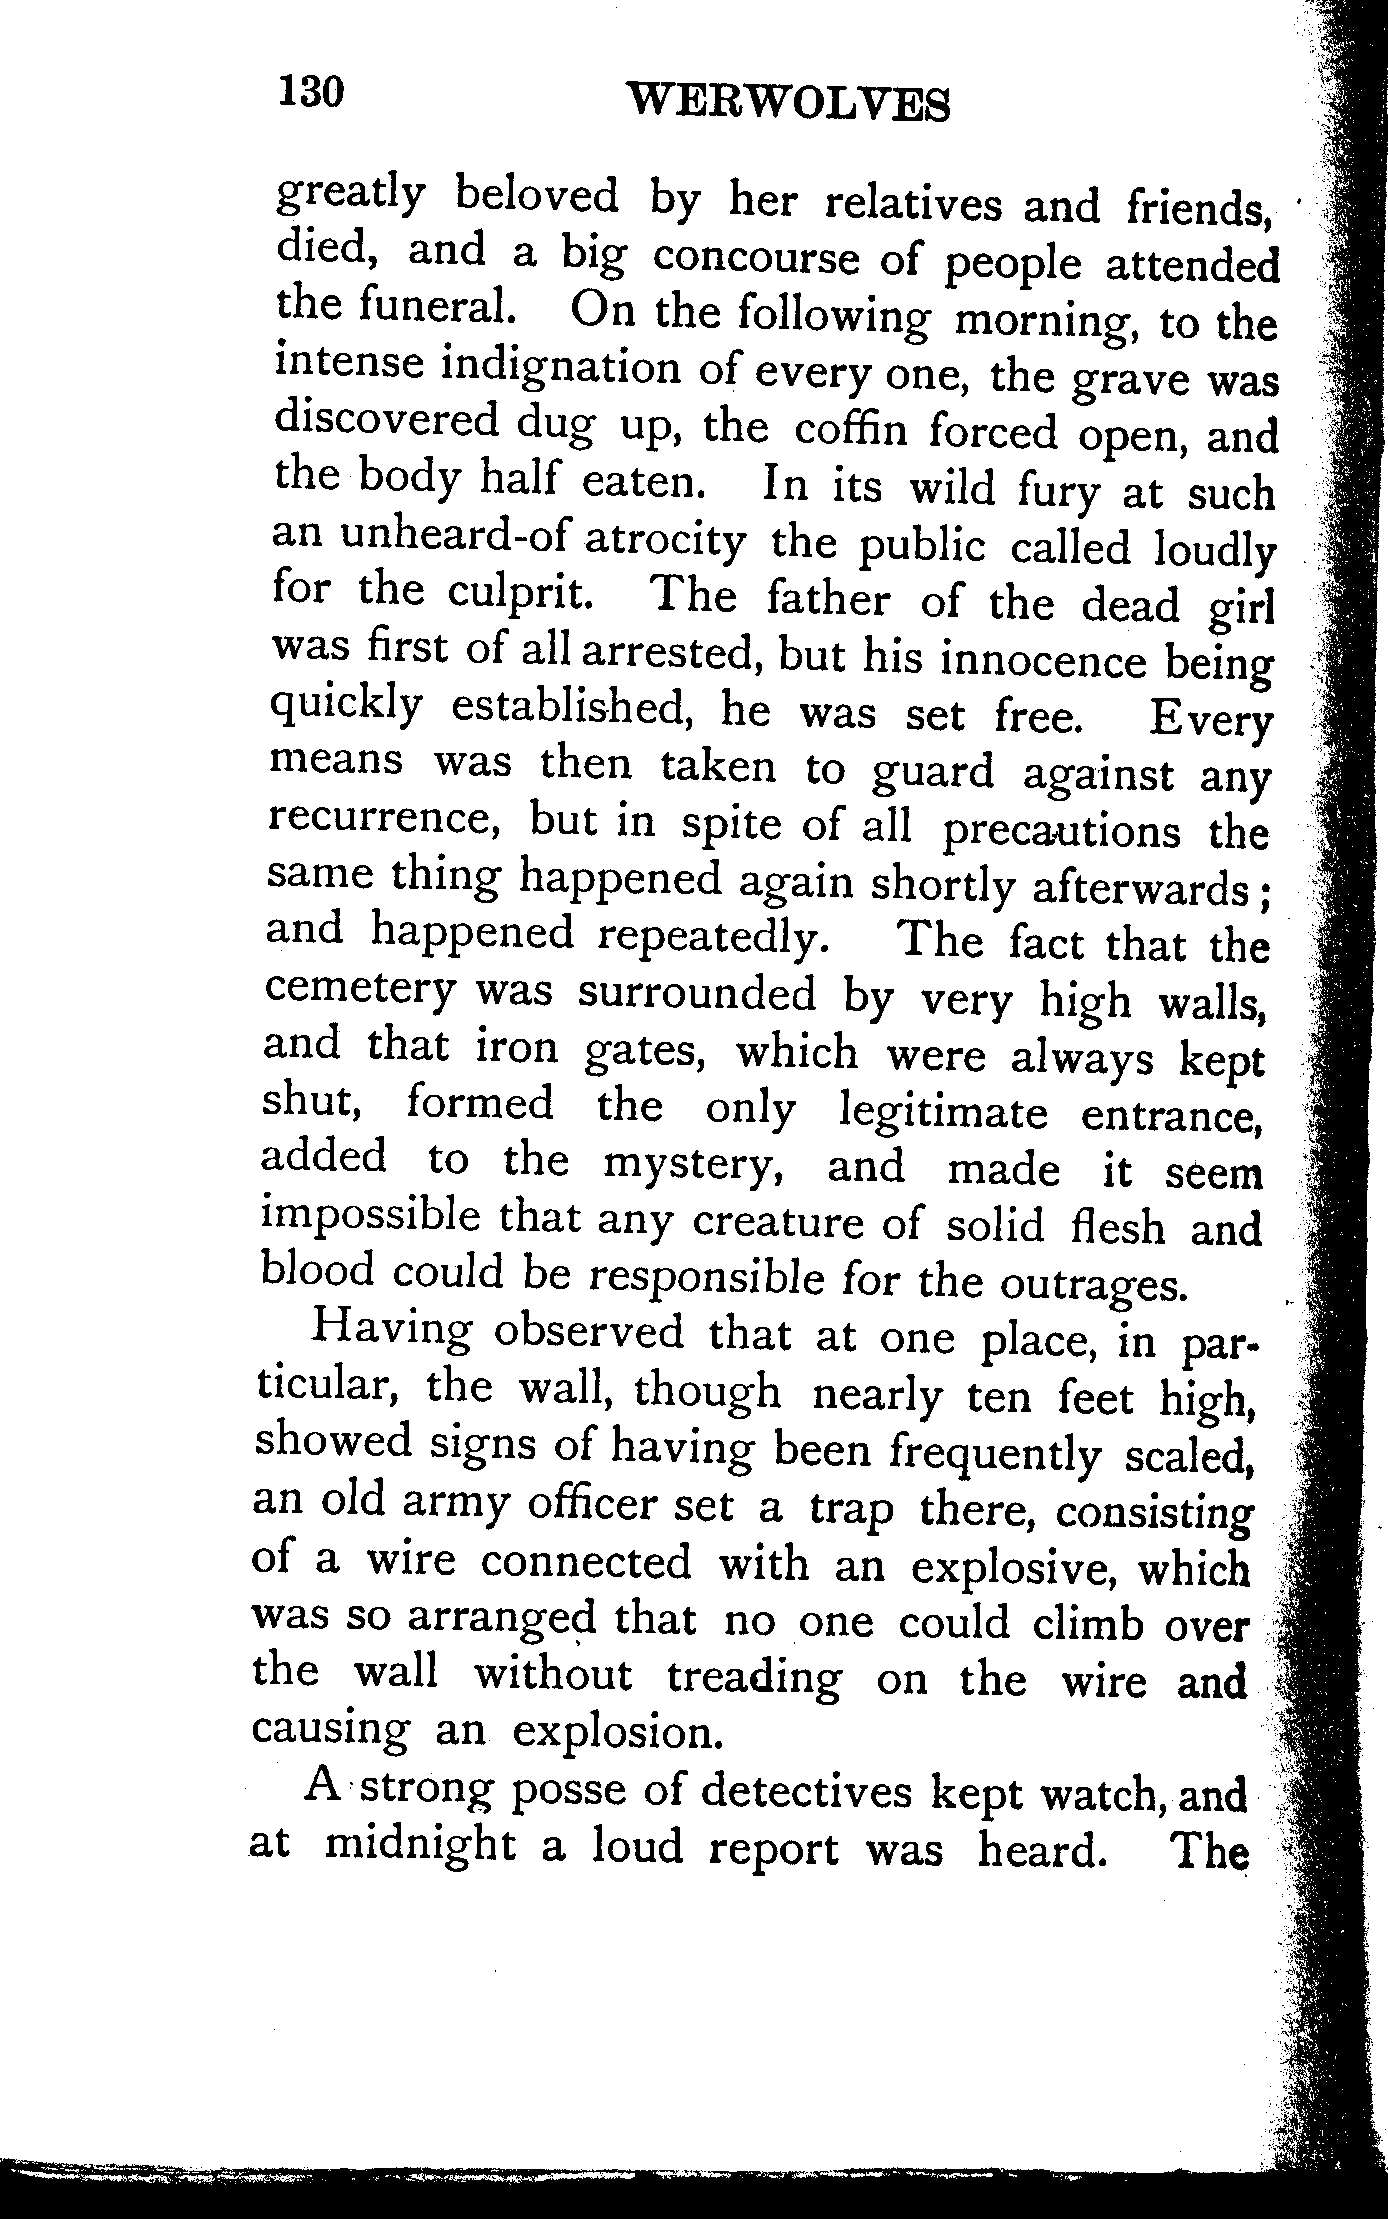 130 WERWOLVES
greatly beloved by her relatives and friends,
died, and a big concourse of people attended
the funeral. On the following morning, to the
intense indignation of every one, the grave was
discovered dug up, the coffin forced open, and
the body half eaten. In its wild fury at such
an unheard-of atrocity the public called loudly
for the culprit. The father of the dead girl
was first of all arrested, but his innocence being
quickly established, he was set free. Every
means was then taken to guard against any
recurrence, but in spite of all precautions the
same thing happened again shortly afterwards;
and happened repeatedly. The fact that the
cemetery was surrounded by very high walls,
and that iron gates, which were always kept
shut, formed the only legitimate entrance,
added to the mystery, and made it seem
impossible that any creature of solid flesh and
blood could be responsible for the outrages.
Having observed that at one place, in par-
ticular, the wall, though nearly ten feet high,
showed signs of having been frequently scaled,
an old army officer set a trap there, consisting
of a wire connected with an explosive, which
was so arranged that no one could climb over
the wall without treading on the wire and
causing an explosion.
A strong posse of detectives kept watch, and
at midnight a loud report was heard. The